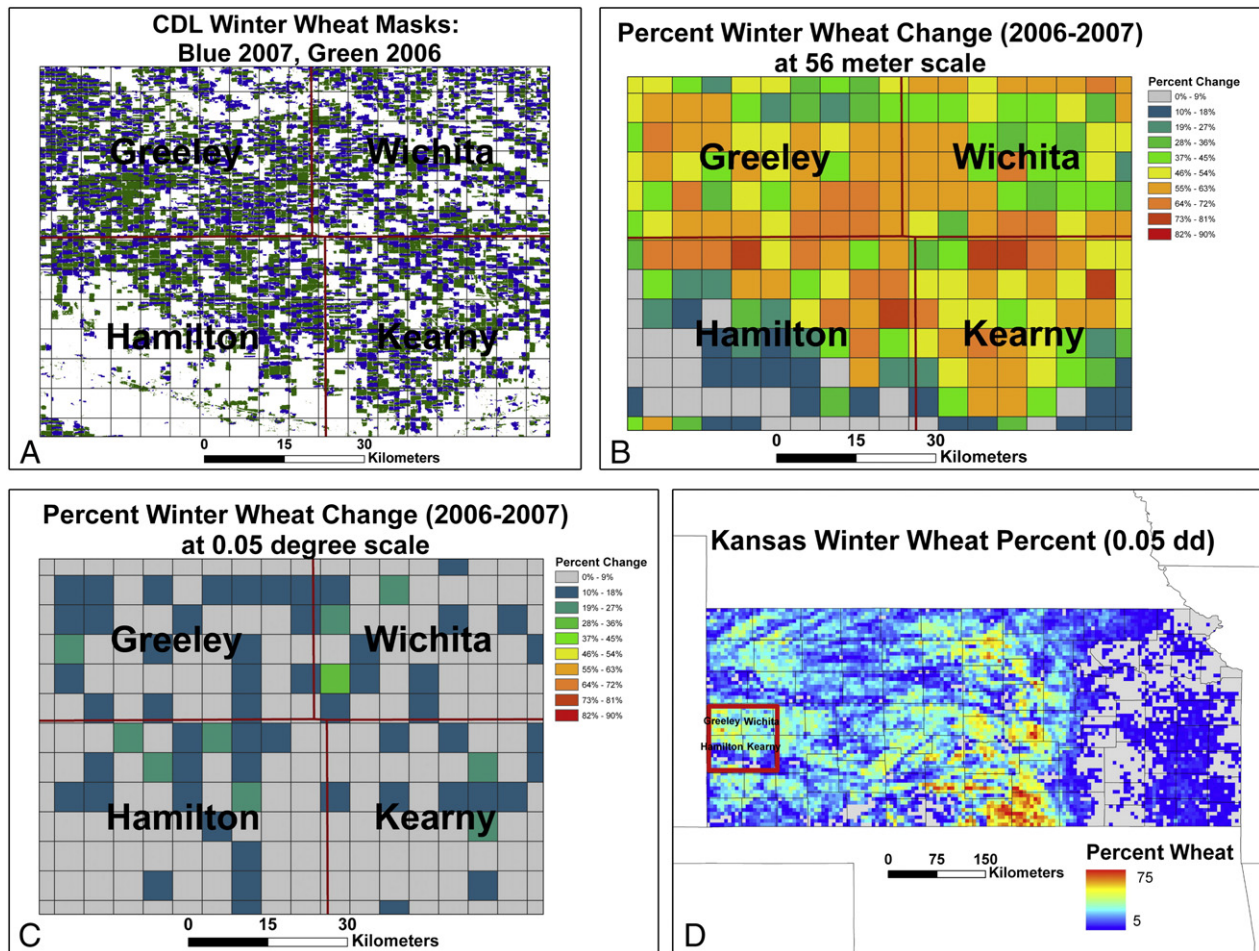 CDL Winter Wheat Masks:
Blue 2007, Green 2006
Greeley
Wichita
Hamilton
Kearny
0 15 30
Kilometers
A
Percent Winter Wheat Change (2006-2007)
at 56 meter scale
Percent Change
0% - 9%
10% - 18%
19% - 27%
28% - 36%
37% - 45%
46% - 54%
55% - 63%
64% - 72%
73% - 81%
82% - 90%
Greeley
Wichita
Hamilton
Kearny
0 15 30
Kilometers
B
Percent Winter Wheat Change (2006-2007)
at 0.05 degree scale
Percent Change
0% - 9%
10% - 18%
19% - 27%
28% - 36%
37% - 45%
46% - 54%
55% - 63%
64% - 72%
73% - 81%
82% - 90%
Greeley
Wichita
Hamilton
Kearny
0 15 30
Kilometers
C
Kansas Winter Wheat Percent (0.05 dd)
Greeley Wichita
Hamilton Kearny
0 75 150
Kilometers
Percent Wheat
75
5
D